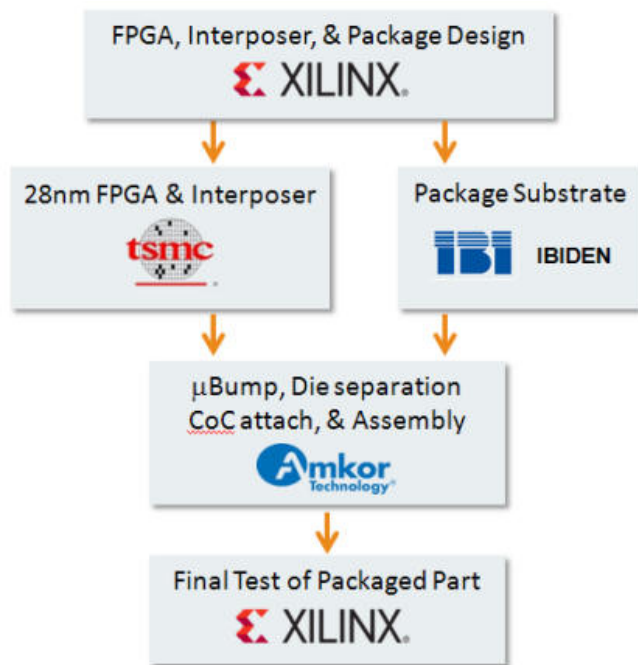 FPGA, Interposer, & Package Design
XILINX®
28nm FPGA & Interposer
tsmc
Package Substrate
IBI IBIDEN
µBump, Die separation
CoC attach, & Assembly
Amkor
Technology®
Final Test of Packaged Part
XILINX®